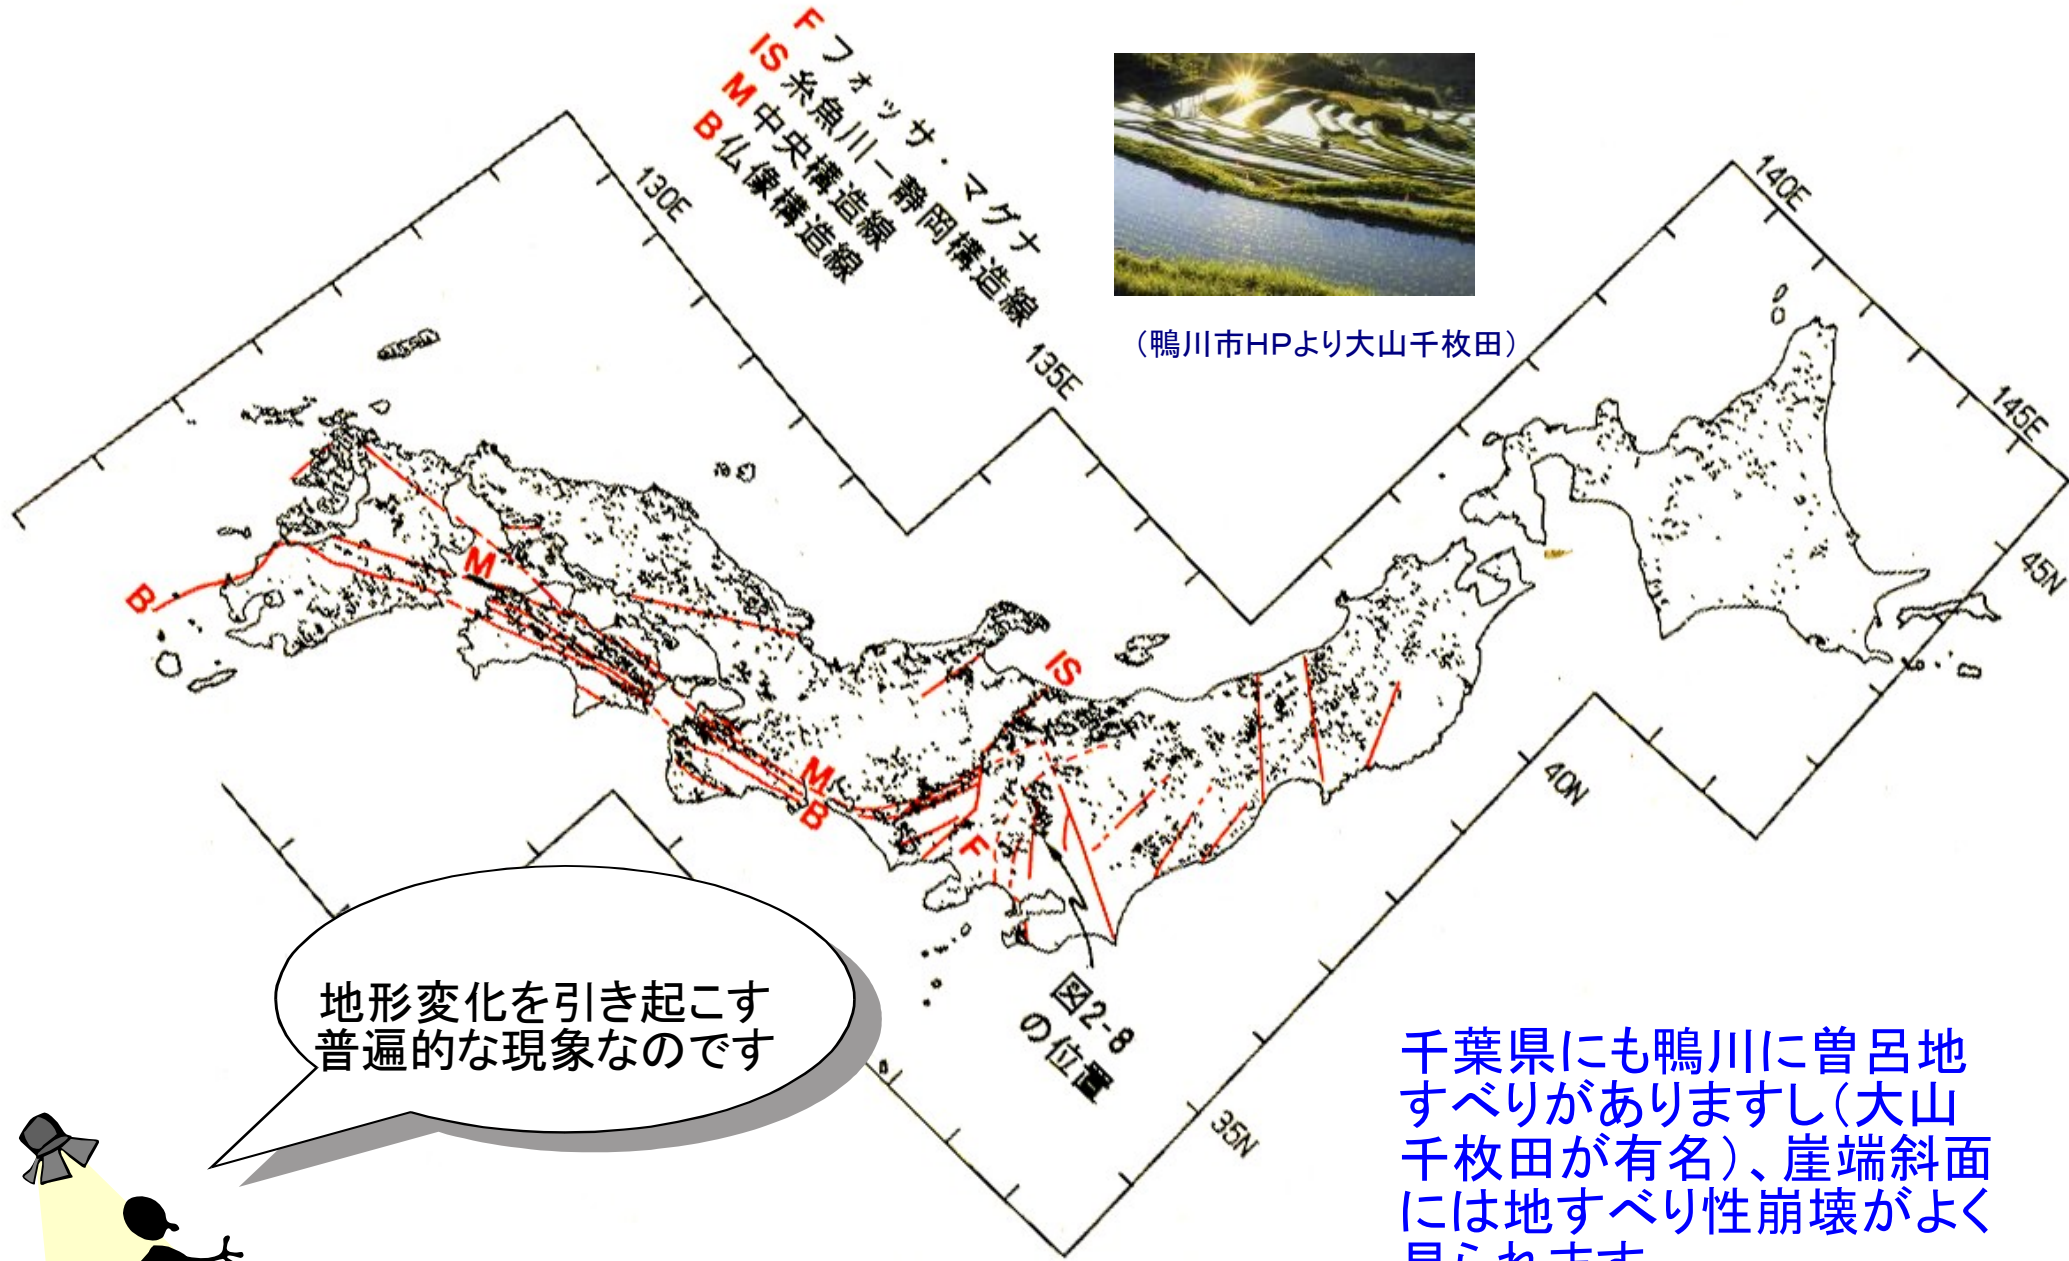 F フォッサ・マグナ
IS 糸魚川ー静岡構造線
M 中央構造線
B 仏像構造線
130E
135E
140E
145E
45N
40N
35N
（鴨川市HPより大山千枚田）
B
M
IS
M
B
F
図2-8
の位置
地形変化を引き起こす
普遍的な現象なのです
千葉県にも鴨川に曽呂地
すべりがありますし（大山
千枚田が有名）、崖端斜面
には地すべり性崩壊がよく
見られます